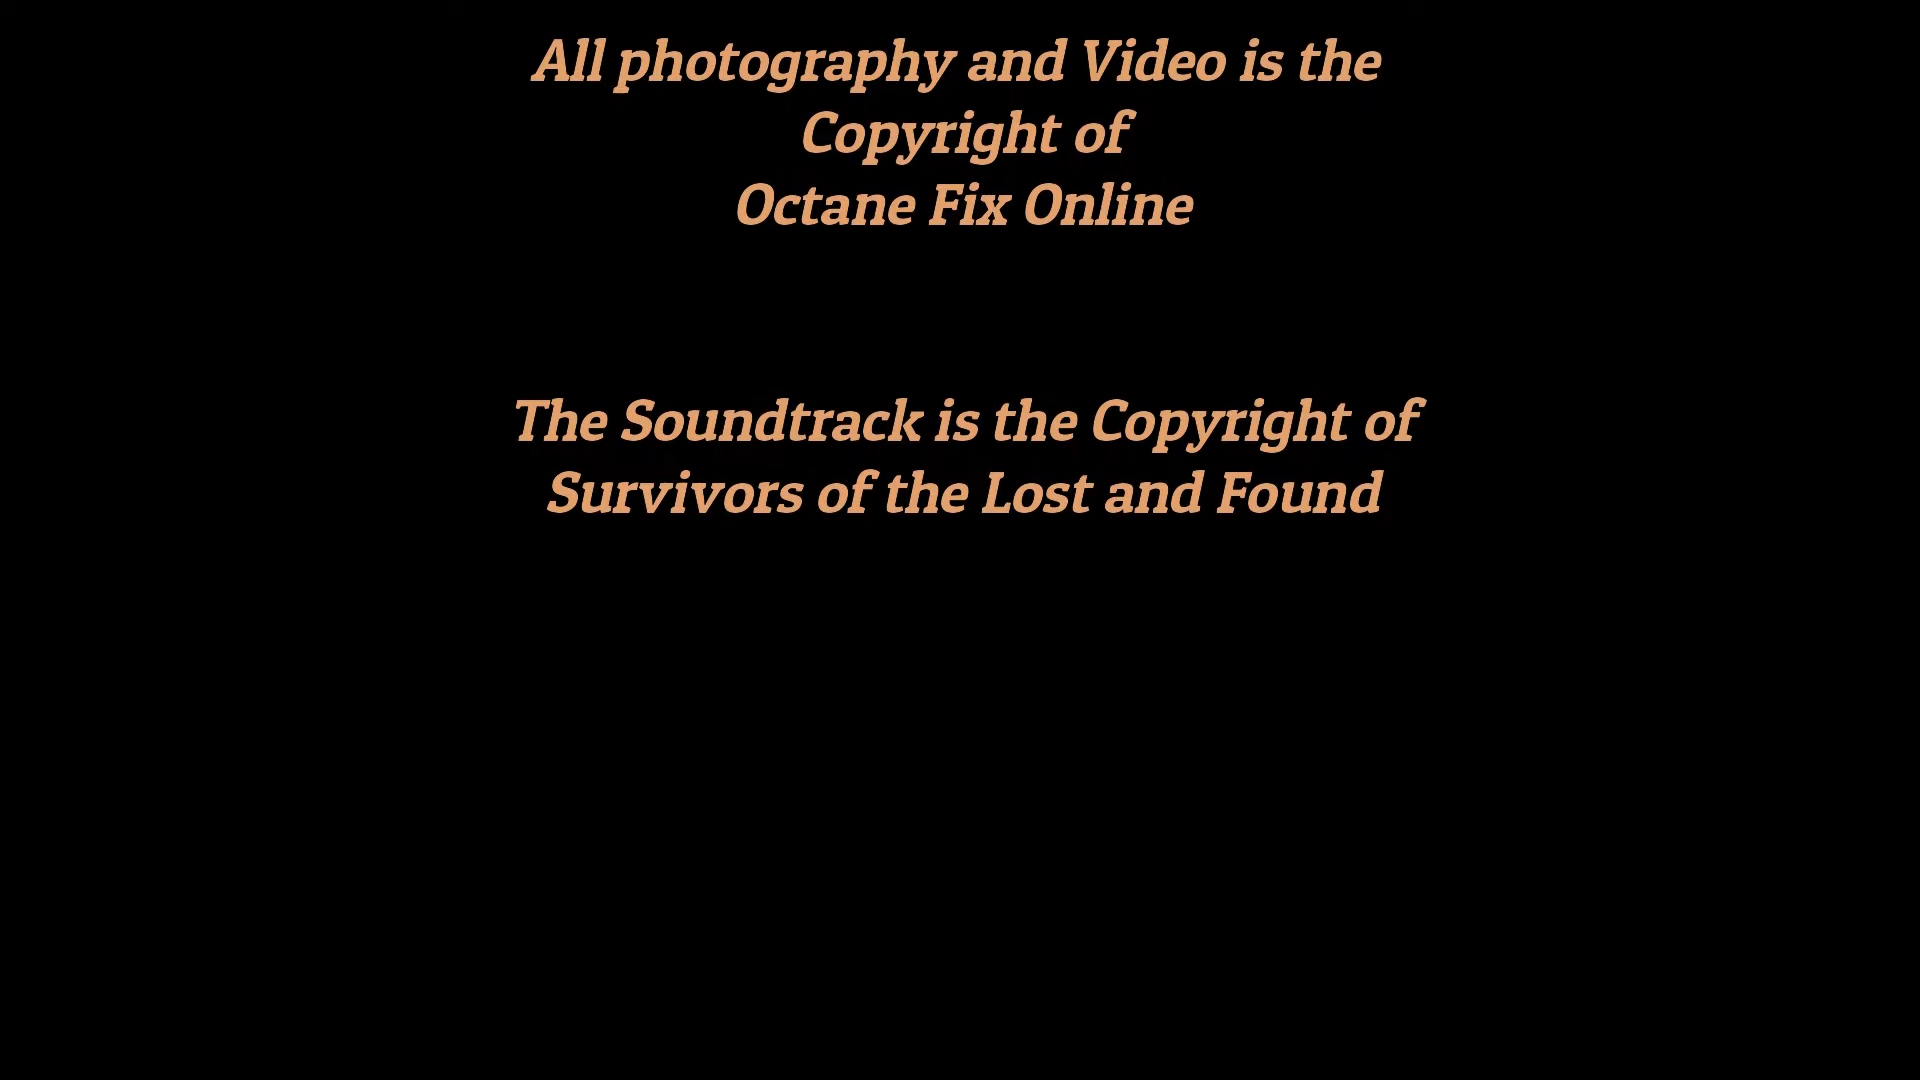 All photography and Video is the
Copyright of
Octane Fix Online
The Soundtrack is the Copyright of
Survivors of the Lost and Found